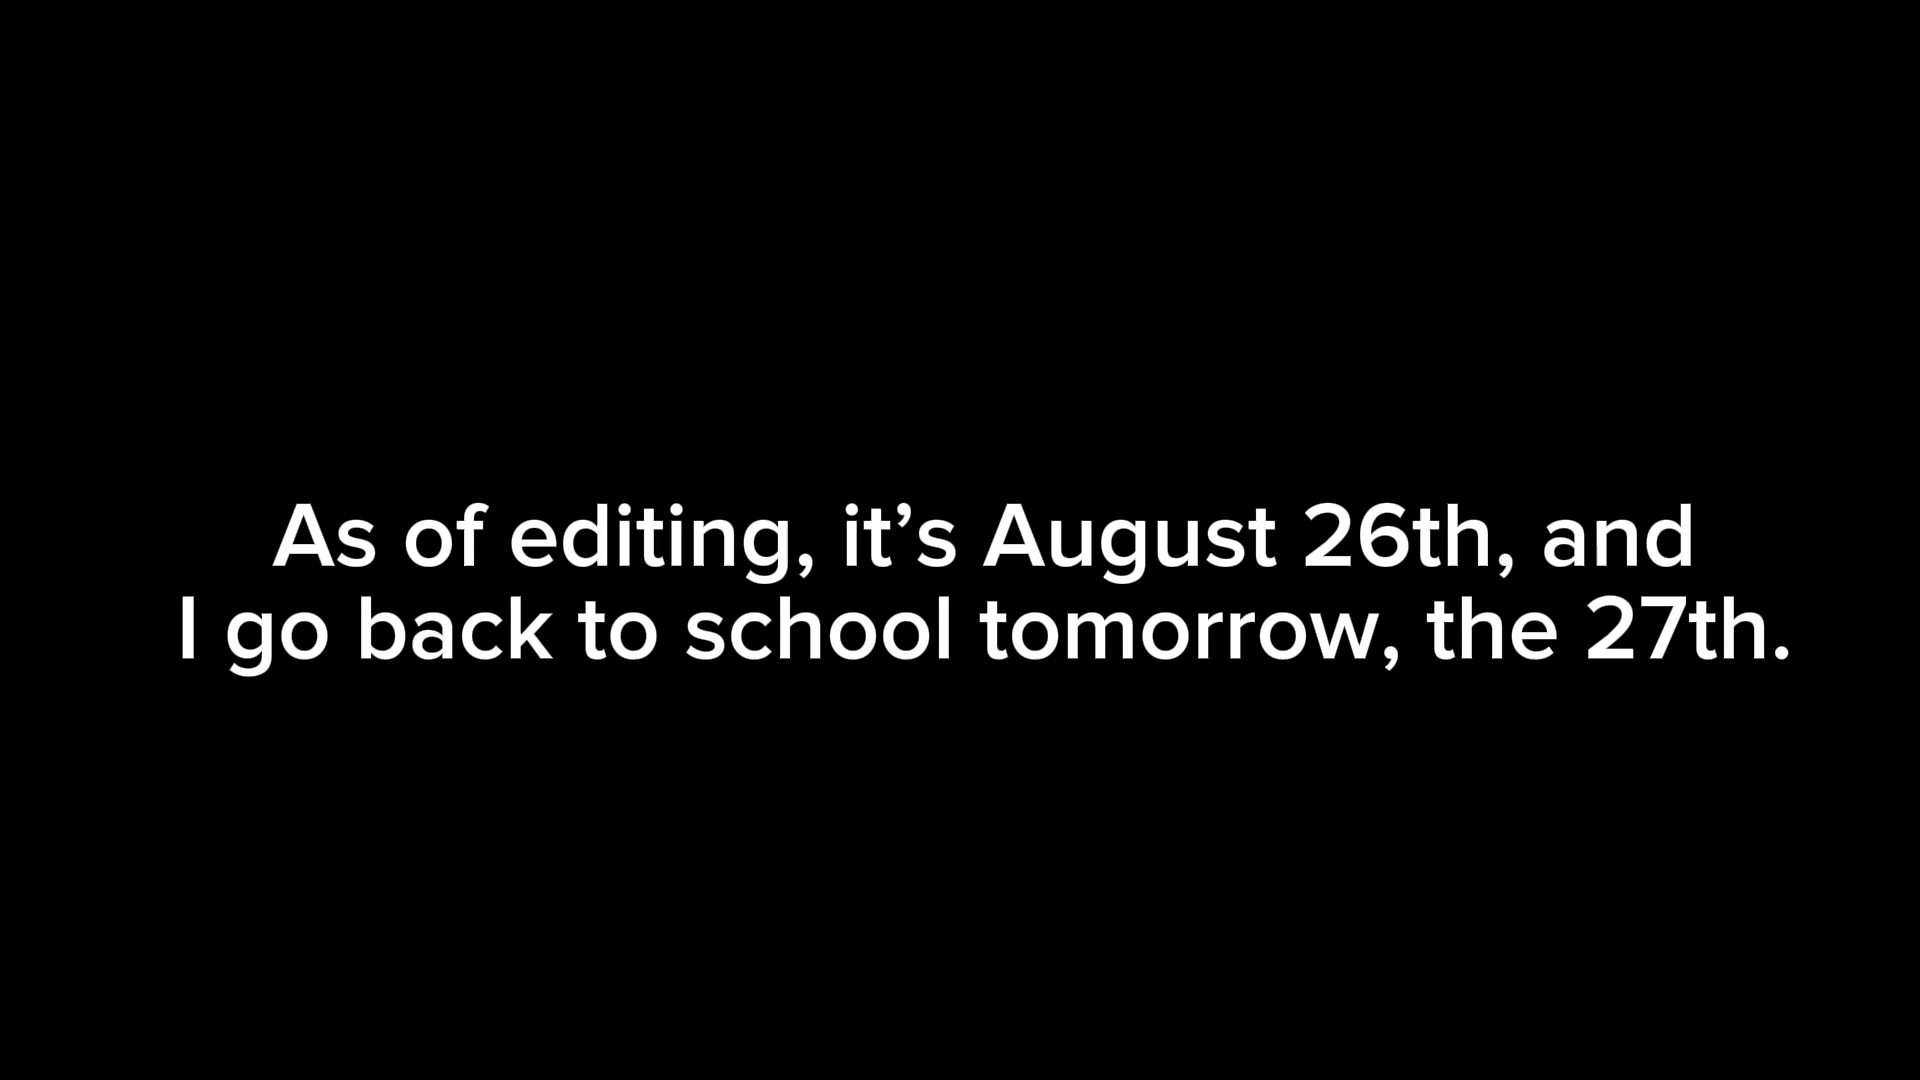 As of editing, it’s August 26th, and
I go back to school tomorrow, the 27th.